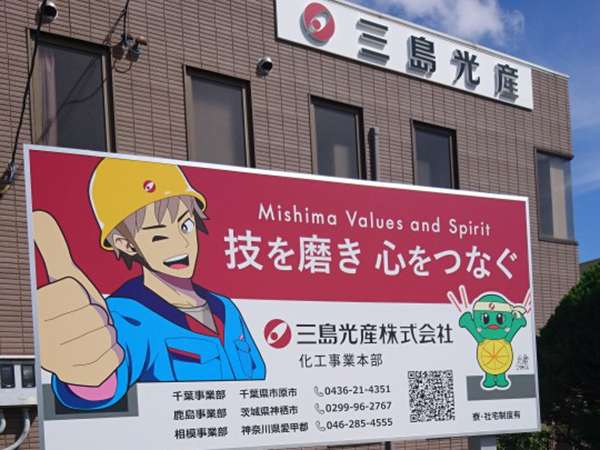 三島光産
Mishima Values and Spirit
技を磨き 心をつなぐ
三島光産株式会社
化工事業本部
千葉事業部 千葉県市原市 0436-21-4351
鹿島事業部 茨城県神栖市 0299-96-2767
相模事業部 神奈川県愛甲郡 046-285-4555
寮・社宅制度有